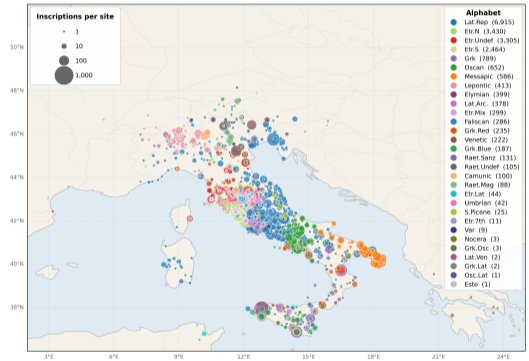 Inscriptions per site
1
10
100
1,000
Alphabet
Lat.Rep (6,915)
Etr.N (3,430)
Etr.Undef (3,305)
Etr.S (2,464)
Grk (789)
Oscan (652)
Messapic (586)
Lepontic (413)
Elymian (399)
Lat.Arc. (378)
Etr.Mix (299)
Faliscan (286)
Grk.Red (235)
Venetic (222)
Grk.Blue (187)
Raet.Sanz (131)
Raet.Undef (105)
Camunic (100)
Raet.Mag (88)
Etr.Lat (44)
Umbrian (42)
S.Picene (25)
Etr.7th (11)
Var (9)
Nocera (3)
Grk.Osc (3)
Lat.Ven (2)
Grk.Lat (2)
Osc.Lat (1)
Este (1)
50°N
48°N
46°N
44°N
42°N
40°N
38°N
3°E 6°E 9°E 12°E 15°E 18°E 21°E 24°E